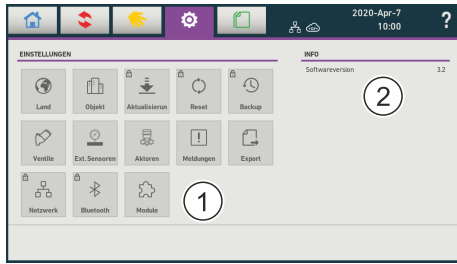 2020-Apr-7
10:00
?
EINSTELLUNGEN
INFO
Softwareversion 3.2
Land Objekt Aktualisierun Reset Backup
Ventile Ext. Sensoren Aktoren Meldungen Export
Netzwerk Bluetooth Module
1
2